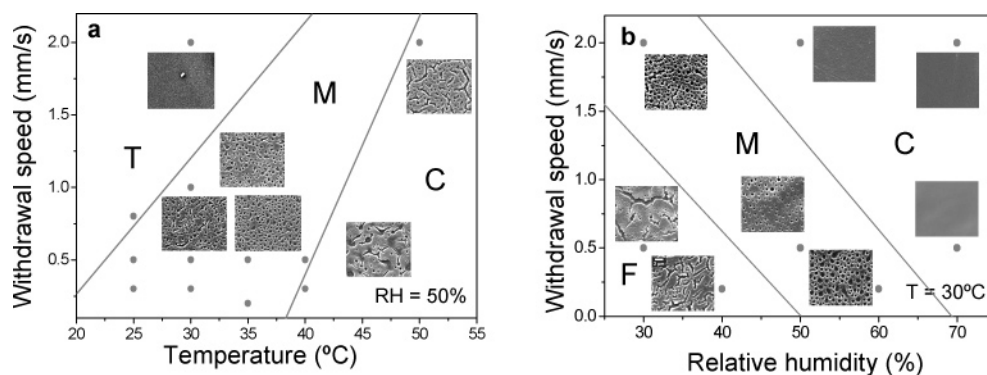 a
Withdrawal speed (mm/s)
2.0
1.5
1.0
0.5
T
M
C
RH = 50%
20 25 30 35 40 45 50 55
Temperature (ºC)
b
Withdrawal speed (mm/s)
2.0
1.5
1.0
0.5
0.0
M
C
F
T = 30ºC
30 40 50 60 70
Relative humidity (%)